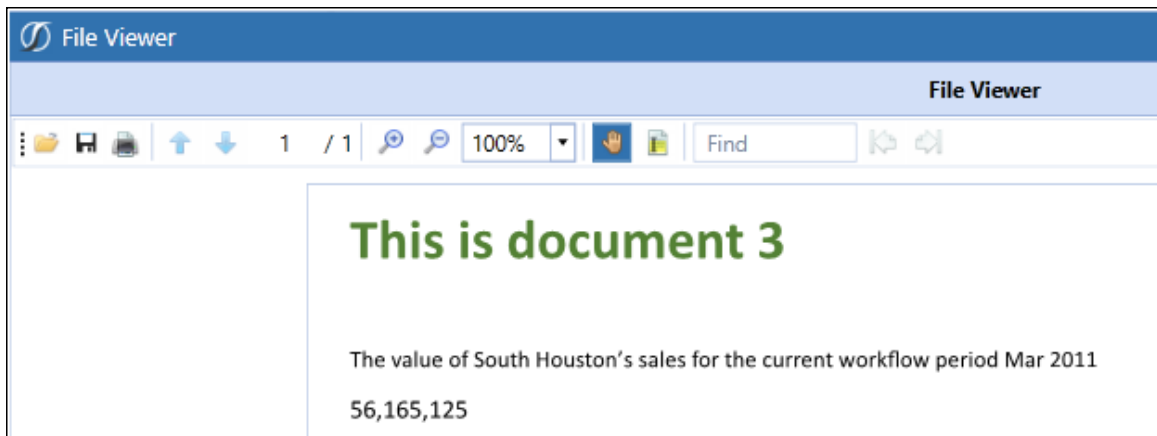 File Viewer
File Viewer
1 / 1 100% Find
This is document 3
The value of South Houston’s sales for the current workflow period Mar 2011
56,165,125